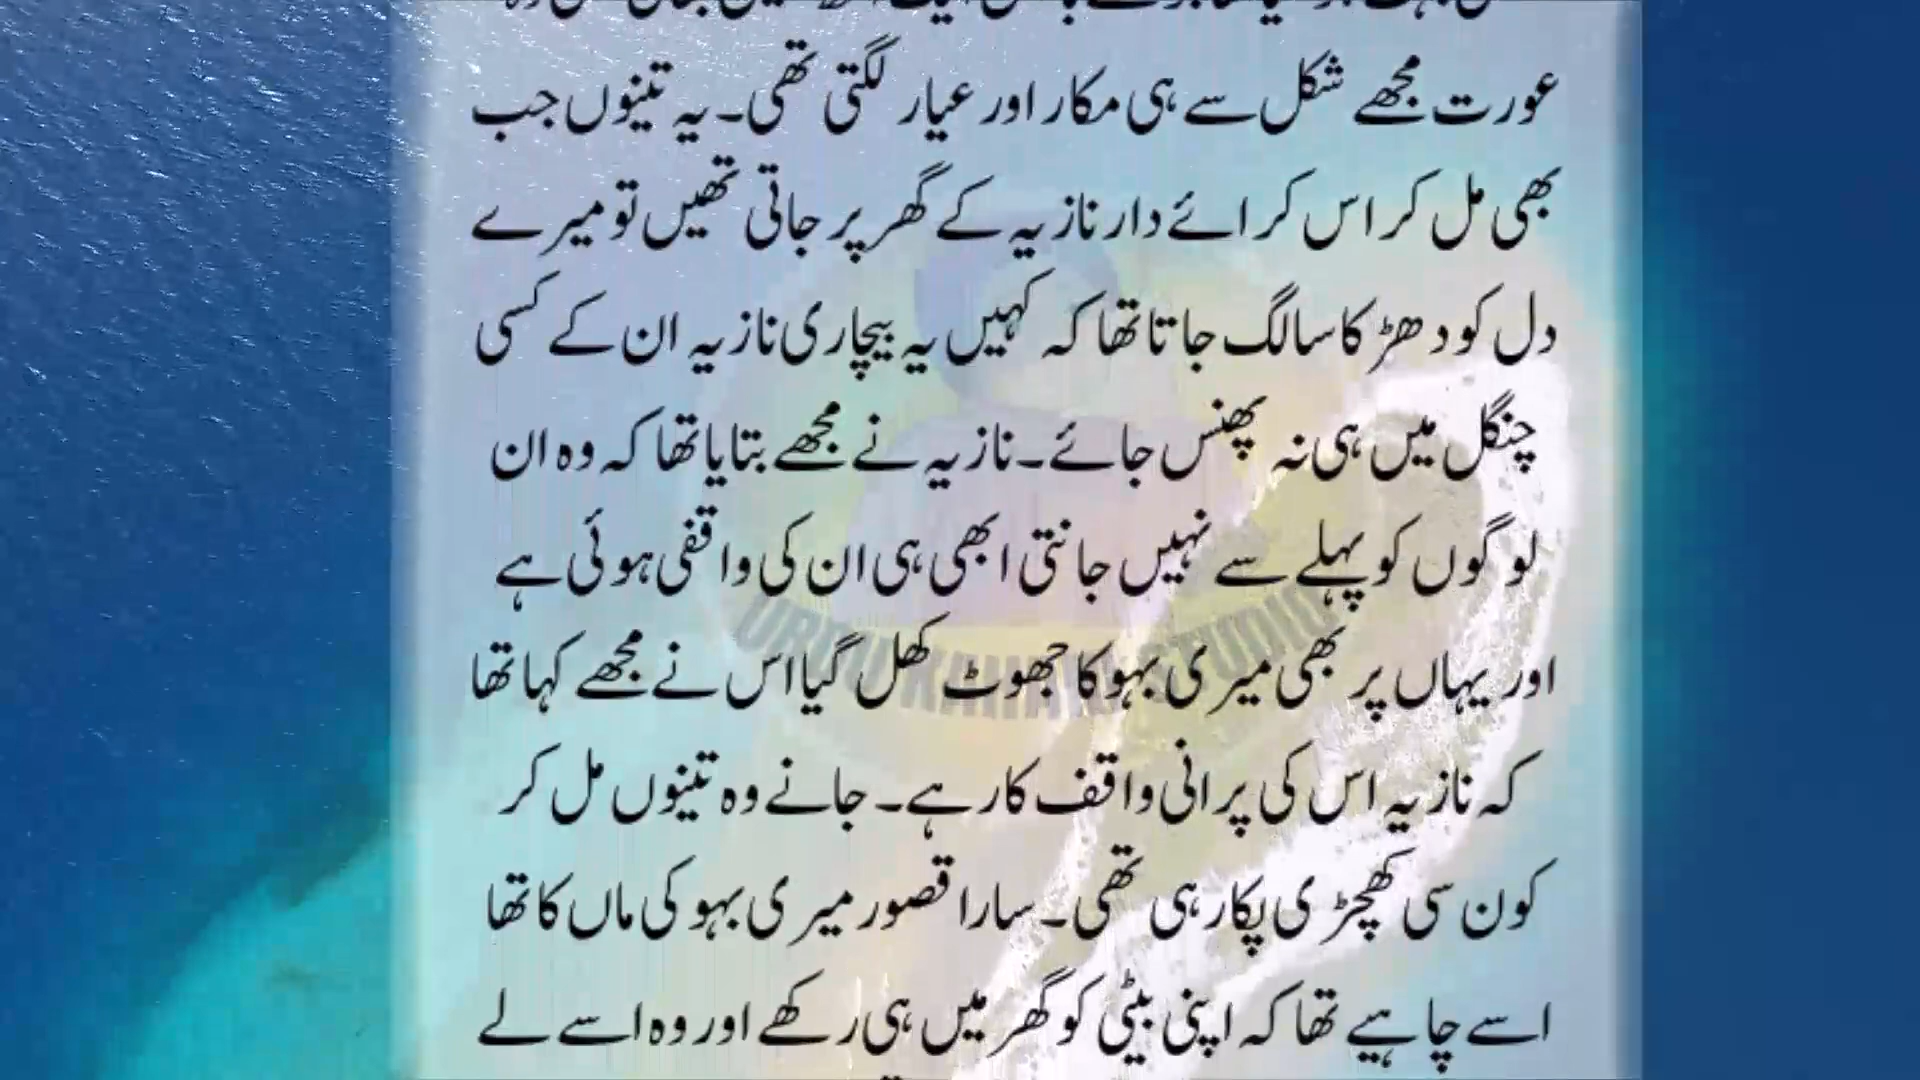 عورت مجھے شکل سے ہی مکار اور عیار لگتی تھی۔ یہ تینوں جب
بھی مل کر اس کرائے دار نازیہ کے گھر پر جاتی تھیں تو میرے
دل کو دھڑکا سا لگ جاتا تھا کہ کہیں یہ بیچاری نازیہ ان کے کسی
چنگل میں ہی نہ پھنس جائے۔ نازیہ نے مجھے بتایا تھا کہ وہ ان
لوگوں کو پہلے سے نہیں جانتی ابھی ہی ان کی واقفی ہوئی ہے
اور یہاں پر بھی میری بہو کا جھوٹ کھل گیا اس نے مجھے کہا تھا
URDU KAHANI STUDIO
کہ نازیہ اس کی پرانی واقف کار ہے۔ جانے وہ تینوں مل کر
کون سی کھچڑی پکا رہی تھی۔ سارا قصور میری بہو کی ماں کا تھا
اسے چاہیے تھا کہ اپنی بیٹی کو گھر میں ہی رکھے اور وہ اسے لے